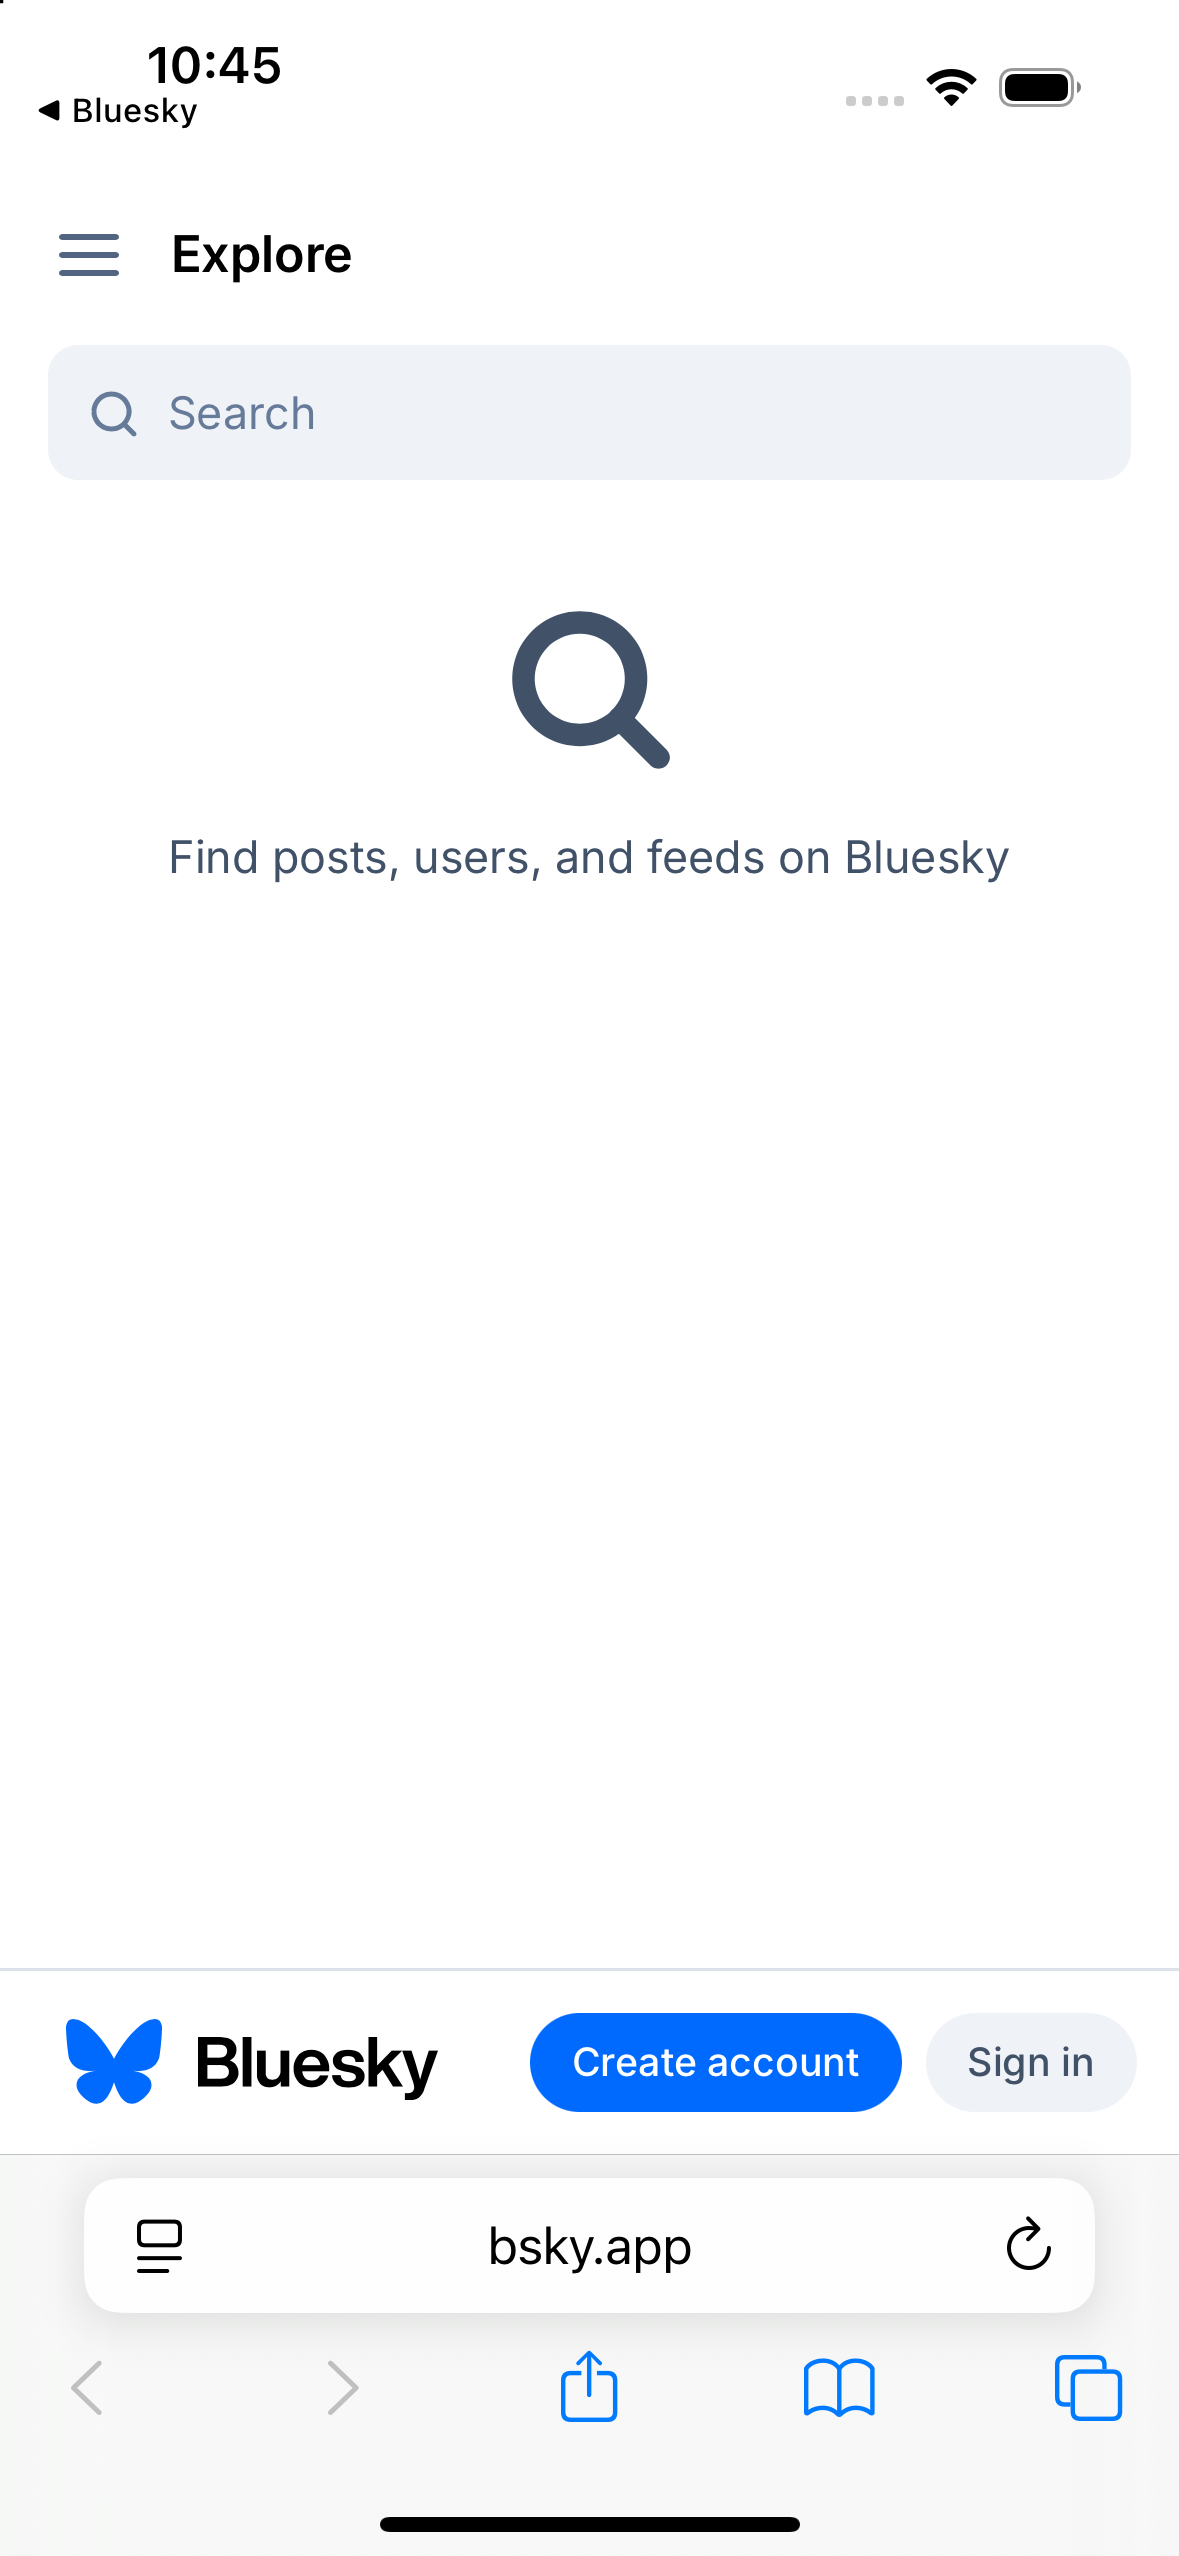 10:45
Bluesky
Explore
Search
Find posts, users, and feeds on Bluesky
Bluesky
Create account
Sign in
bsky.app